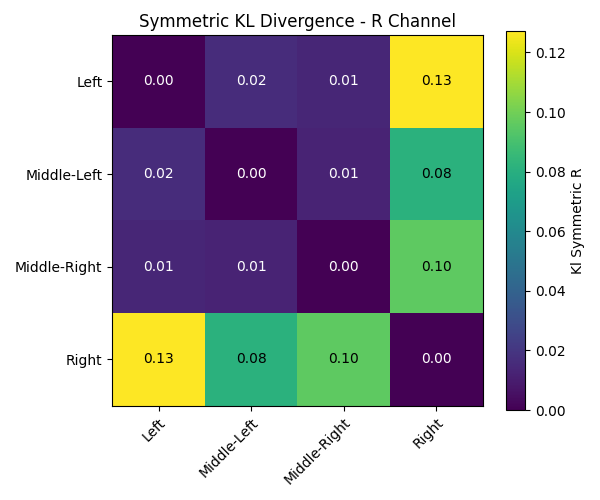 Symmetric KL Divergence - R Channel
Left 0.00 0.02 0.01 0.13
Middle-Left 0.02 0.00 0.01 0.08
Middle-Right 0.01 0.01 0.00 0.10
Right 0.13 0.08 0.10 0.00
Left
Middle-Left
Middle-Right
Right
0.12
0.10
0.08
0.06
0.04
0.02
0.00
Kl Symmetric R